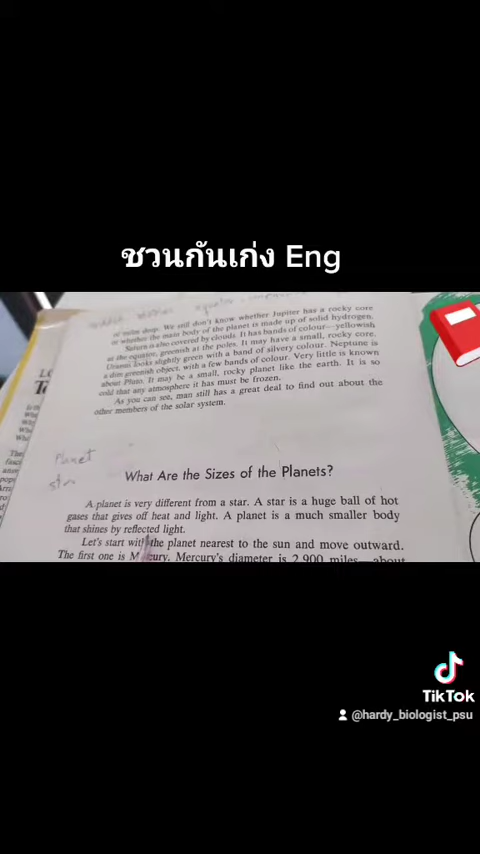 ชวนกันเก่ง Eng
miles deep. We still don't know whether Jupiter has a rocky core
or whether the main body of the planet is made up of solid hydrogen.
Saturn is also covered by clouds. It has bands of colour—yellowish
at the equator, greenish at the poles. It may have a small, rocky core.
Uranus looks slightly green with a band of silvery colour. Neptune is
a dim greenish object, with a few bands of colour. Very little is known
about Pluto. It may be a small, rocky planet like the earth. It is so
cold that any atmosphere it has must be frozen.
As you can see, man still has a great deal to find out about the
other members of the solar system.
Planet
star
What Are the Sizes of the Planets?
A planet is very different from a star. A star is a huge ball of hot
gases that gives off heat and light. A planet is a much smaller body
that shines by reflected light.
Let's start with the planet nearest to the sun and move outward.
The first one is Mercury. Mercury's diameter is 2,900 miles—about
TikTok
@hardy_biologist_psu